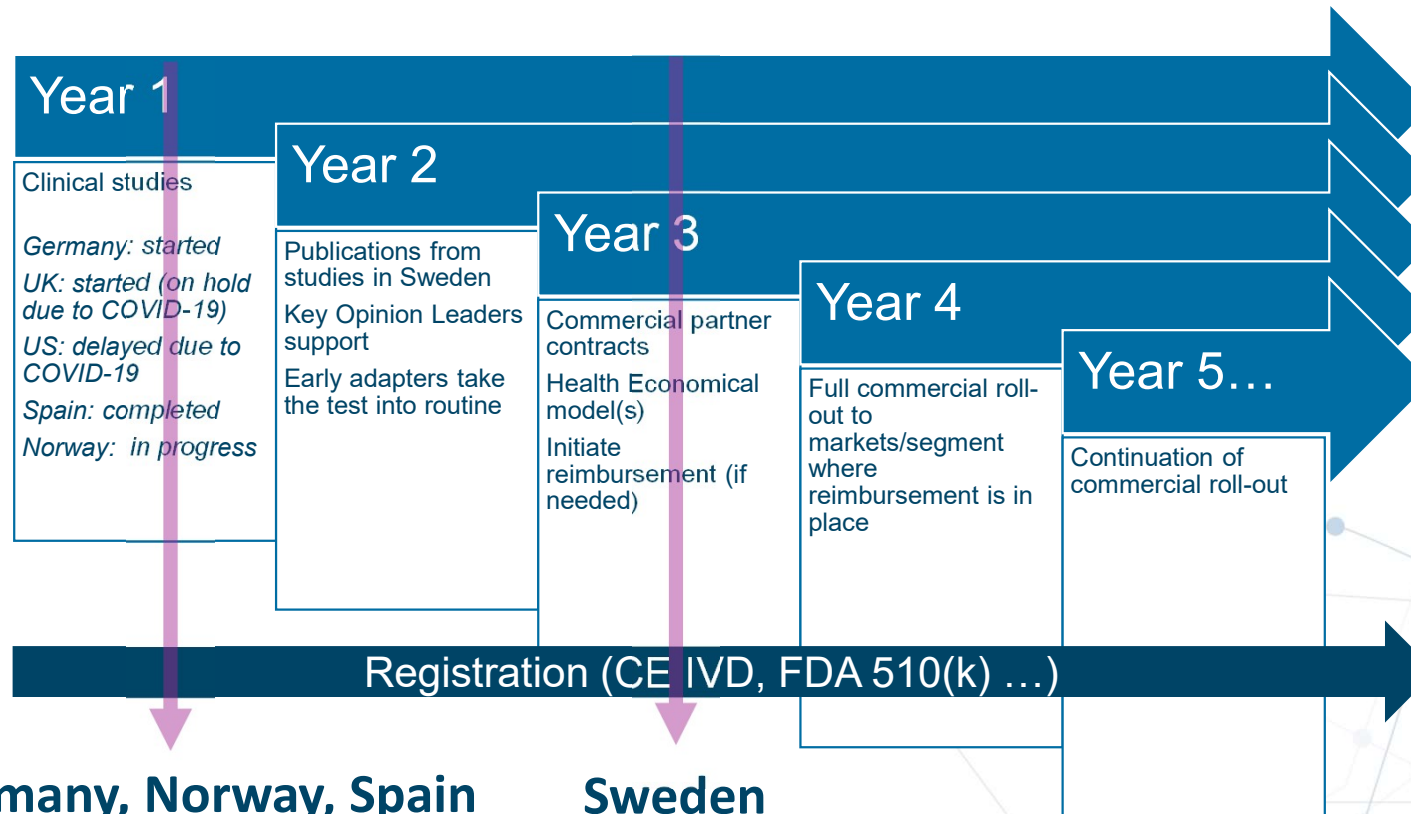 Year 1
Clinical studies
Germany: started
UK: started (on hold
due to COVID-19)
US: delayed due to
COVID-19
Spain: completed
Norway: in progress
Year 2
Publications from
studies in Sweden
Key Opinion Leaders
support
Early adapters take
the test into routine
Year 3
Commercial partner
contracts
Health Economical
model(s)
Initiate
reimbursement (if
needed)
Year 4
Full commercial roll-
out to
markets/segment
where
reimbursement is in
place
Year 5…
Continuation of
commercial roll-out
Registration (CE IVD, FDA 510(k) …)
many, Norway, Spain
Sweden